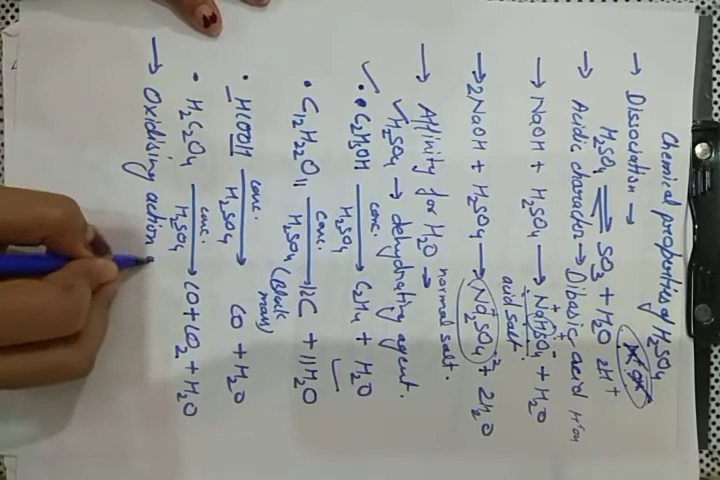 Chemical properties of H2SO4
→ Dissociation →
H2SO4 ⇌ SO3 + H2O 2H+
→ Acidic character → Dibasic acid H+ ion
→ NaOH + H2SO4 → NaHSO4 + H2O
acid salt
→ 2NaOH + H2SO4 → Na2SO4 + 2H2O
normal salt.
→ Affinity for H2O →
H2SO4 → dehydrating agent.
• C2H5OH conc. H2SO4 → C2H4 + H2O
• C12H22O11 conc. H2SO4 → 12C + 11H2O
(Black mass)
• HCOOH conc. H2SO4 → CO + H2O
• H2C2O4 conc. H2SO4 → CO + CO2 + H2O
→ Oxidising action